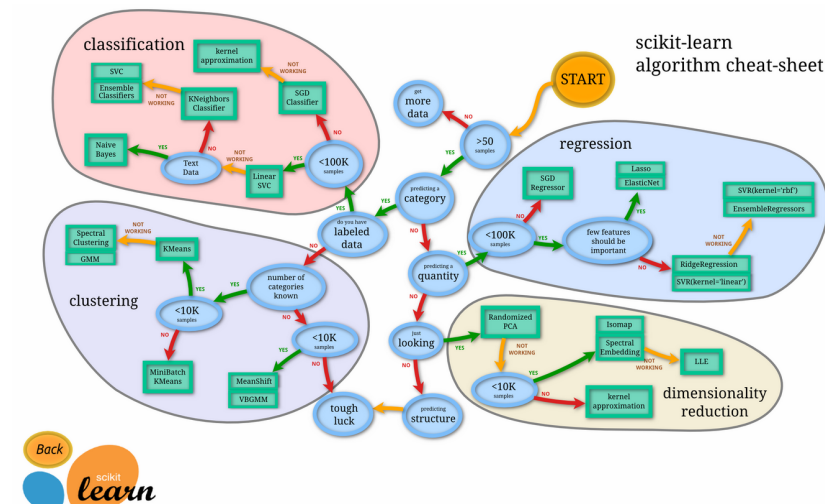 classification
scikit-learn
algorithm cheat-sheet
START
kernel
approximation
NOT
WORKING
SVC
Ensemble
Classifiers
NOT
WORKING
KNeighbors
Classifier
SGD
Classifier
NO
NO
Naive
Bayes
YES
Text
Data
NOT
WORKING
Linear
SVC
YES
<100K
samples
YES
get
more
data
NO
>50
samples
YES
predicting a
category
YES
NO
do you have
labeled
data
NO
predicting a
quantity
YES
NO
just
looking
YES
NO
predicting
structure
tough
luck
regression
SGD
Regressor
NO
<100K
samples
YES
few features
should be
important
YES
NO
Lasso
ElasticNet
SVR(kernel='rbf')
EnsembleRegressors
NOT
WORKING
RidgeRegression
SVR(kernel='linear')
clustering
Spectral
Clustering
GMM
NOT
WORKING
KMeans
YES
<10K
samples
NO
MiniBatch
KMeans
YES
number of
categories
known
NO
<10K
samples
YES
NO
MeanShift
VBGMM
dimensionality
reduction
Randomized
PCA
NOT
WORKING
<10K
samples
YES
NO
Isomap
Spectral
Embedding
NOT
WORKING
LLE
kernel
approximation
Back
scikit
learn